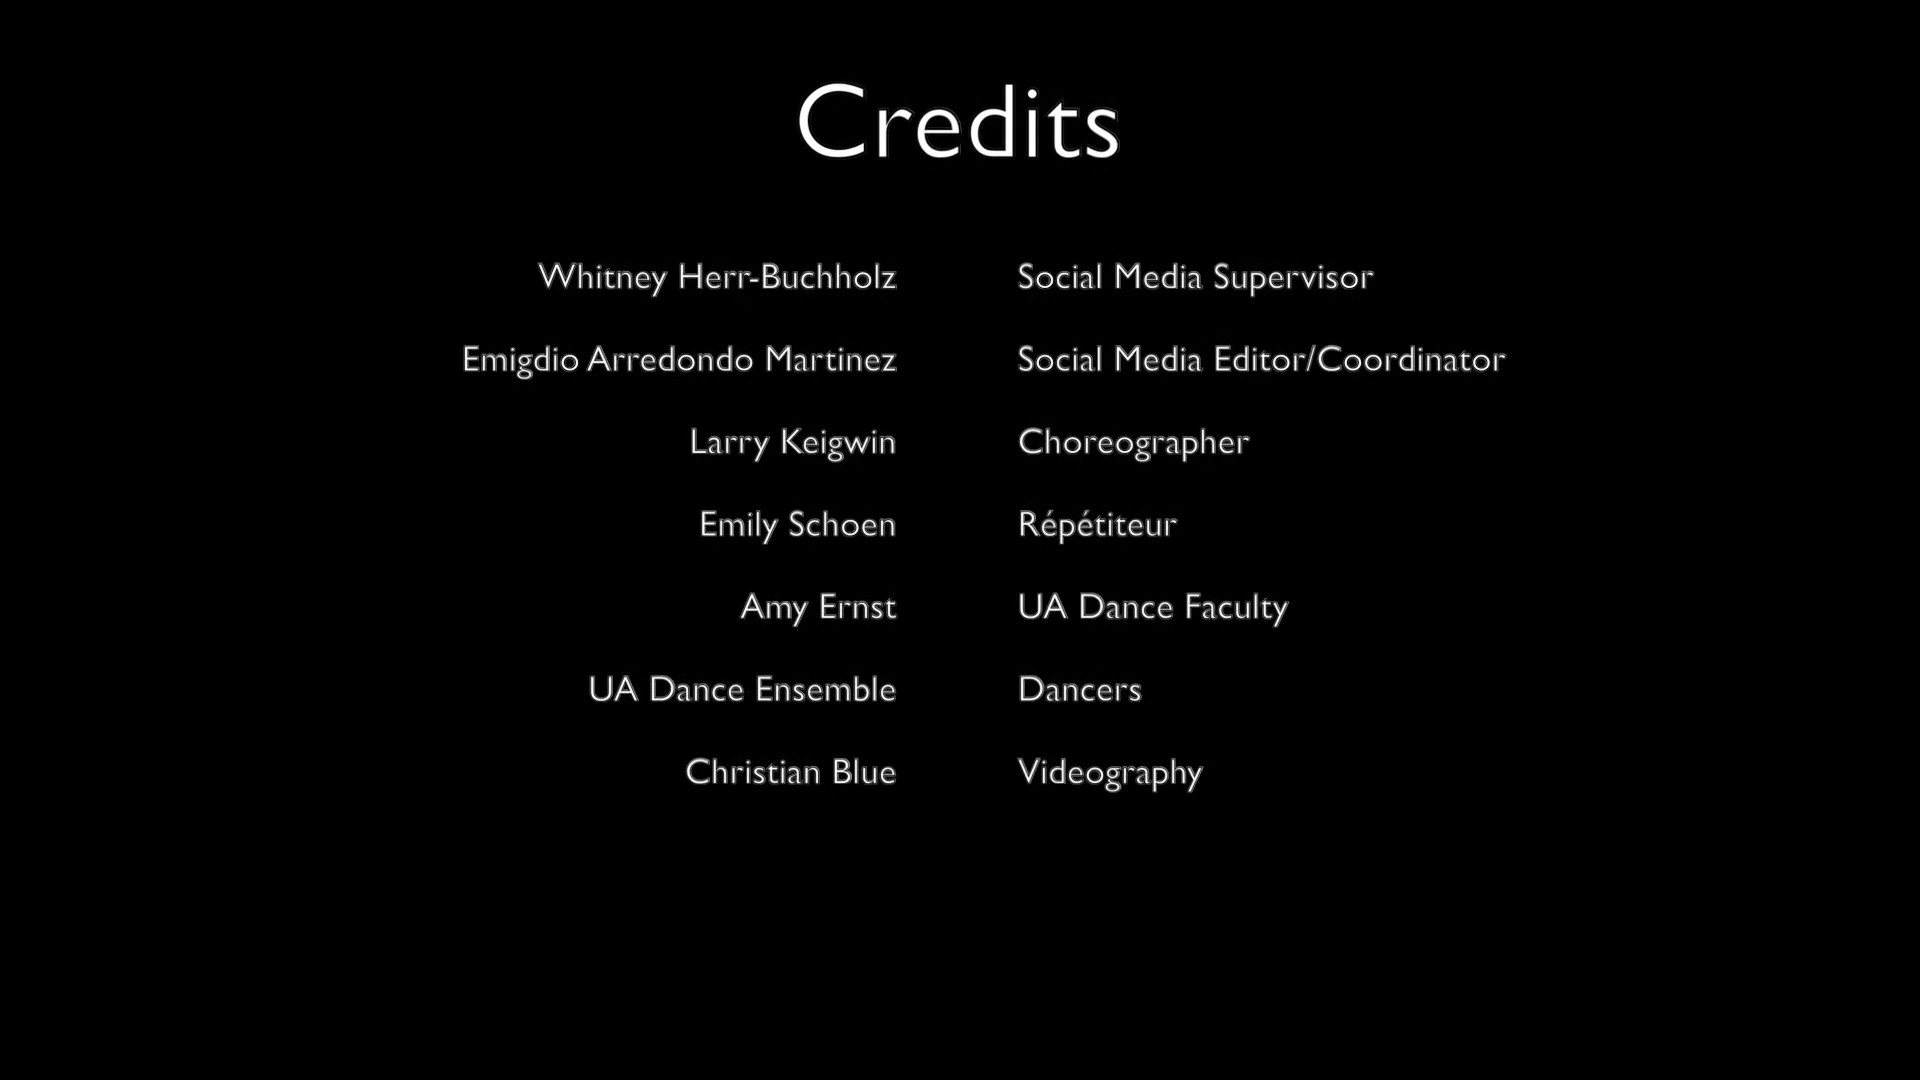 Credits
Whitney Herr-Buchholz Social Media Supervisor
Emigdio Arredondo Martinez Social Media Editor/Coordinator
Larry Keigwin Choreographer
Emily Schoen Répétiteur
Amy Ernst UA Dance Faculty
UA Dance Ensemble Dancers
Christian Blue Videography